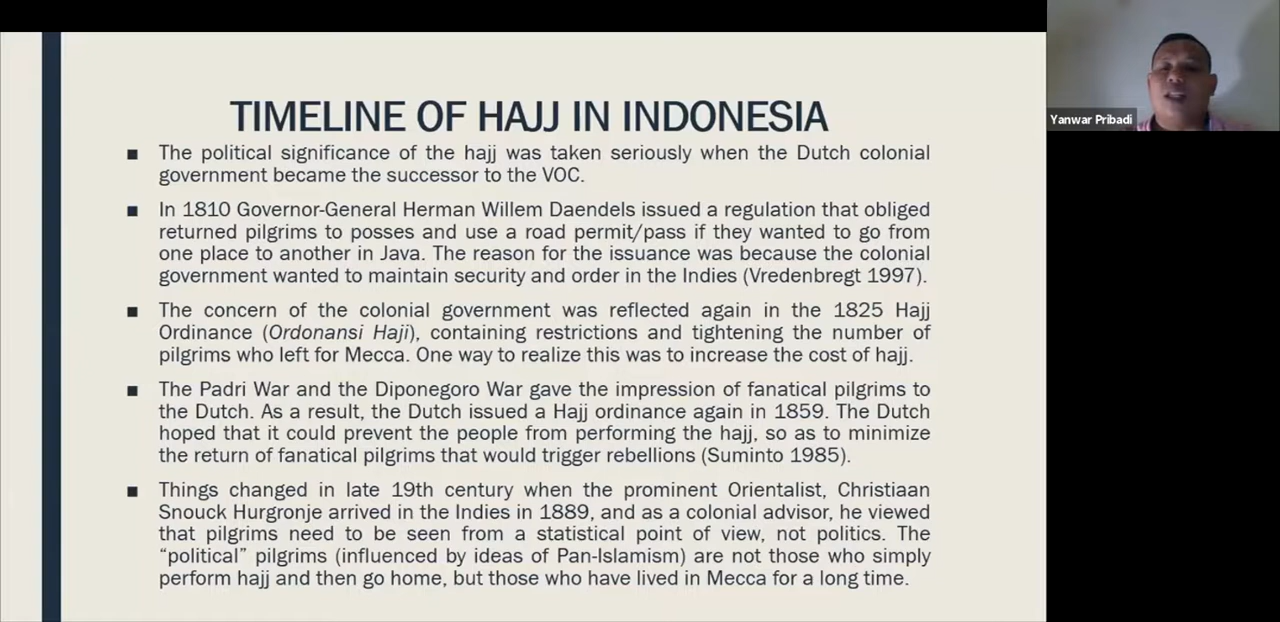 TIMELINE OF HAJJ IN INDONESIA
■ The political significance of the hajj was taken seriously when the Dutch colonial
government became the successor to the VOC.
■ In 1810 Governor-General Herman Willem Daendels issued a regulation that obliged
returned pilgrims to posses and use a road permit/pass if they wanted to go from
one place to another in Java. The reason for the issuance was because the colonial
government wanted to maintain security and order in the Indies (Vredenbregt 1997).
■ The concern of the colonial government was reflected again in the 1825 Hajj
Ordinance (Ordonansi Haji), containing restrictions and tightening the number of
pilgrims who left for Mecca. One way to realize this was to increase the cost of hajj.
■ The Padri War and the Diponegoro War gave the impression of fanatical pilgrims to
the Dutch. As a result, the Dutch issued a Hajj ordinance again in 1859. The Dutch
hoped that it could prevent the people from performing the hajj, so as to minimize
the return of fanatical pilgrims that would trigger rebellions (Suminto 1985).
■ Things changed in late 19th century when the prominent Orientalist, Christiaan
Snouck Hurgronje arrived in the Indies in 1889, and as a colonial advisor, he viewed
that pilgrims need to be seen from a statistical point of view, not politics. The
“political” pilgrims (influenced by ideas of Pan-Islamism) are not those who simply
perform hajj and then go home, but those who have lived in Mecca for a long time.
Yanwar Pribadi